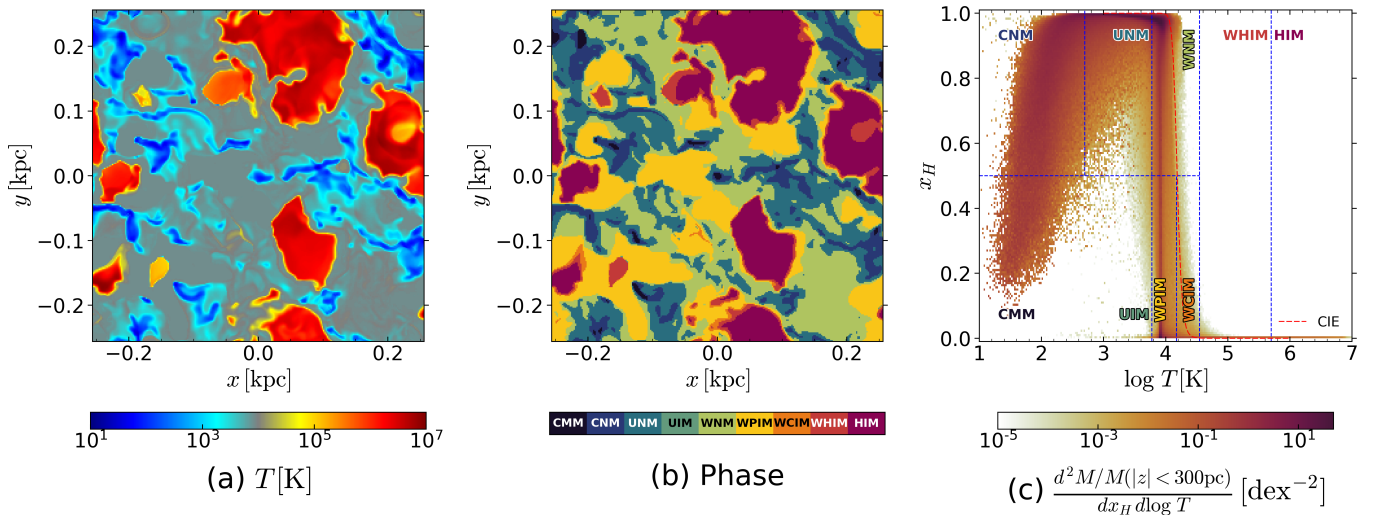 0.2
0.1
0.0
−0.1
−0.2
y [kpc]
−0.2 0.0 0.2
x [kpc]
10^1 10^3 10^5 10^7
(a) T[K]
0.2
0.1
0.0
−0.1
−0.2
y [kpc]
−0.2 0.0 0.2
x [kpc]
CMM CNM UNM UIM WNM WPIM WCIM WHIM HIM
(b) Phase
1.0
0.8
0.6
0.4
0.2
0.0
x_H
CNM UNM WNM WHIM HIM
CMM UIM WPIM WCIM
CIE
1 2 3 4 5 6 7
log T[K]
10^-5 10^-3 10^-1 10^1
(c) d^2 M/M(|z| < 300pc) / dx_H dlog T [dex^−2]